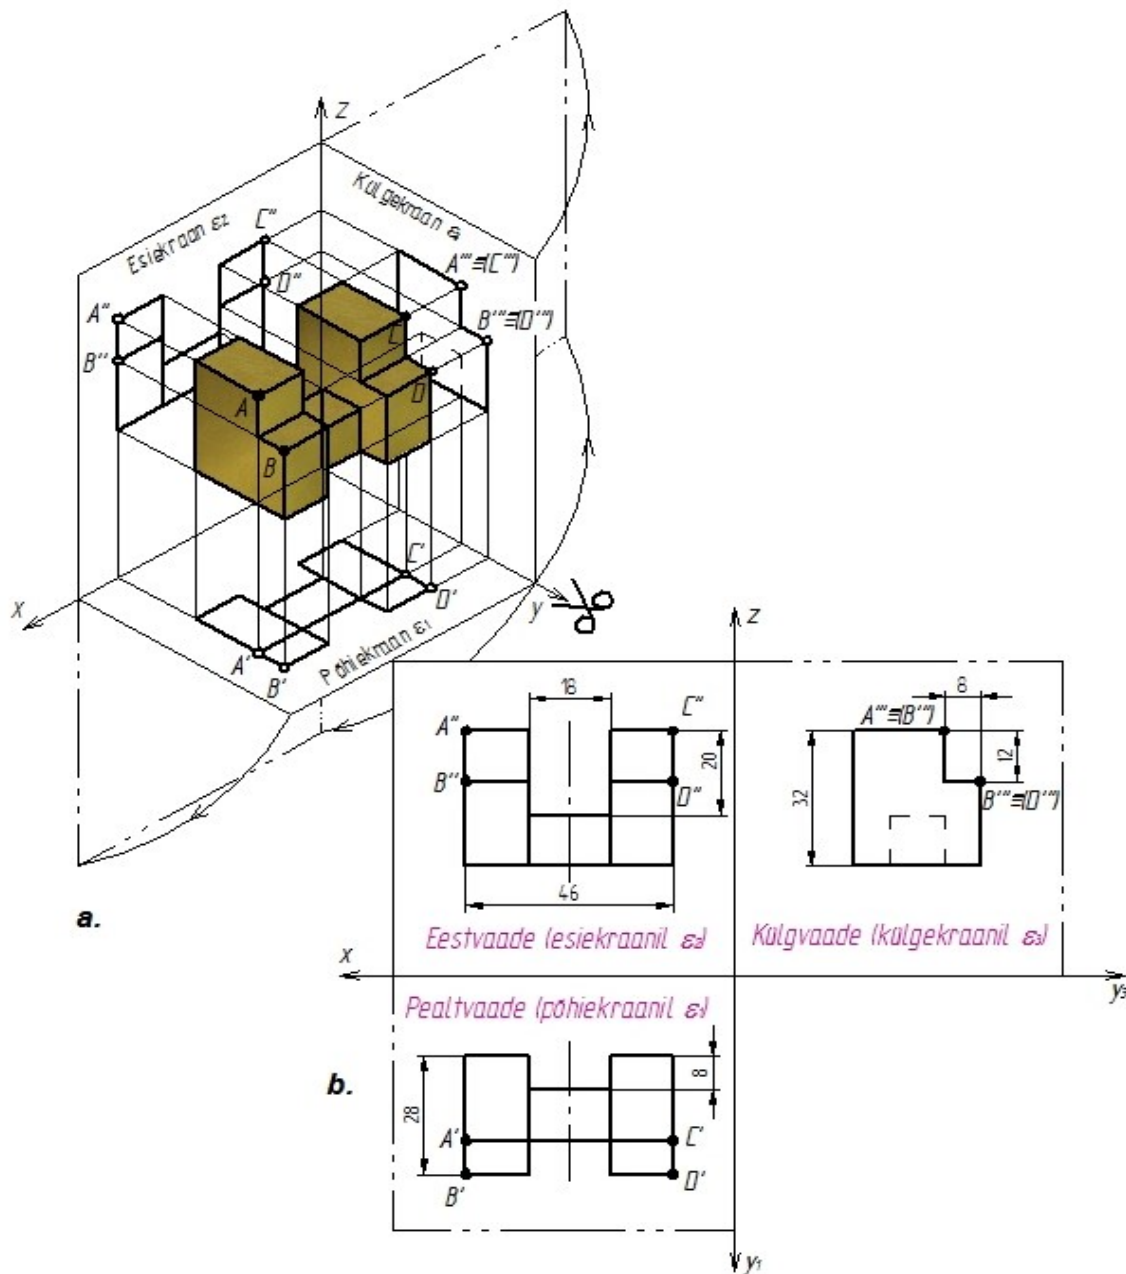 Z
Külgekraan ε3
Esiekraan ε2
C″
D″
A‴≡(C‴)
A″
B‴≡(D‴)
B″
C
D
A
B
X
C′
D′
y
Põhiekraan ε1
A′
B′
a.
Z
18
8
A″
C″
A‴≡(B‴)
20
12
B″
D″
32
B‴≡(D‴)
46
Eestvaade (esiekraanil ε2)
Külgvaade (külgekraanil ε3)
x
y3
Pealtvaade (põhiekraanil ε1)
b.
8
28
A′
C′
B′
D′
y1